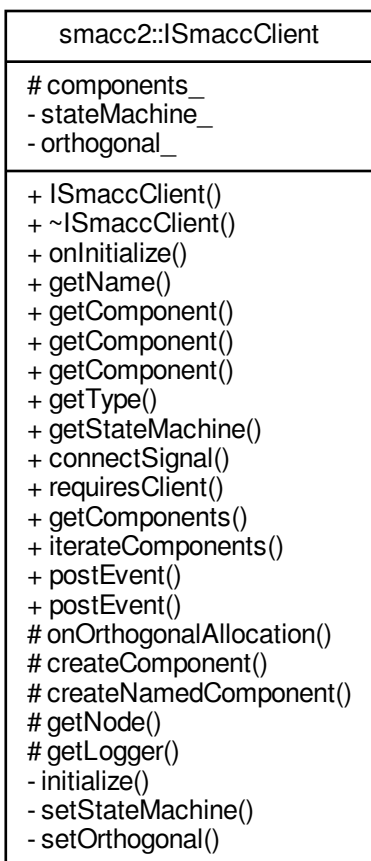 smacc2::ISmaccClient
# components_
- stateMachine_
- orthogonal_
+ ISmaccClient()
+ ~ISmaccClient()
+ onInitialize()
+ getName()
+ getComponent()
+ getComponent()
+ getComponent()
+ getType()
+ getStateMachine()
+ connectSignal()
+ requiresClient()
+ getComponents()
+ iterateComponents()
+ postEvent()
+ postEvent()
# onOrthogonalAllocation()
# createComponent()
# createNamedComponent()
# getNode()
# getLogger()
- initialize()
- setStateMachine()
- setOrthogonal()